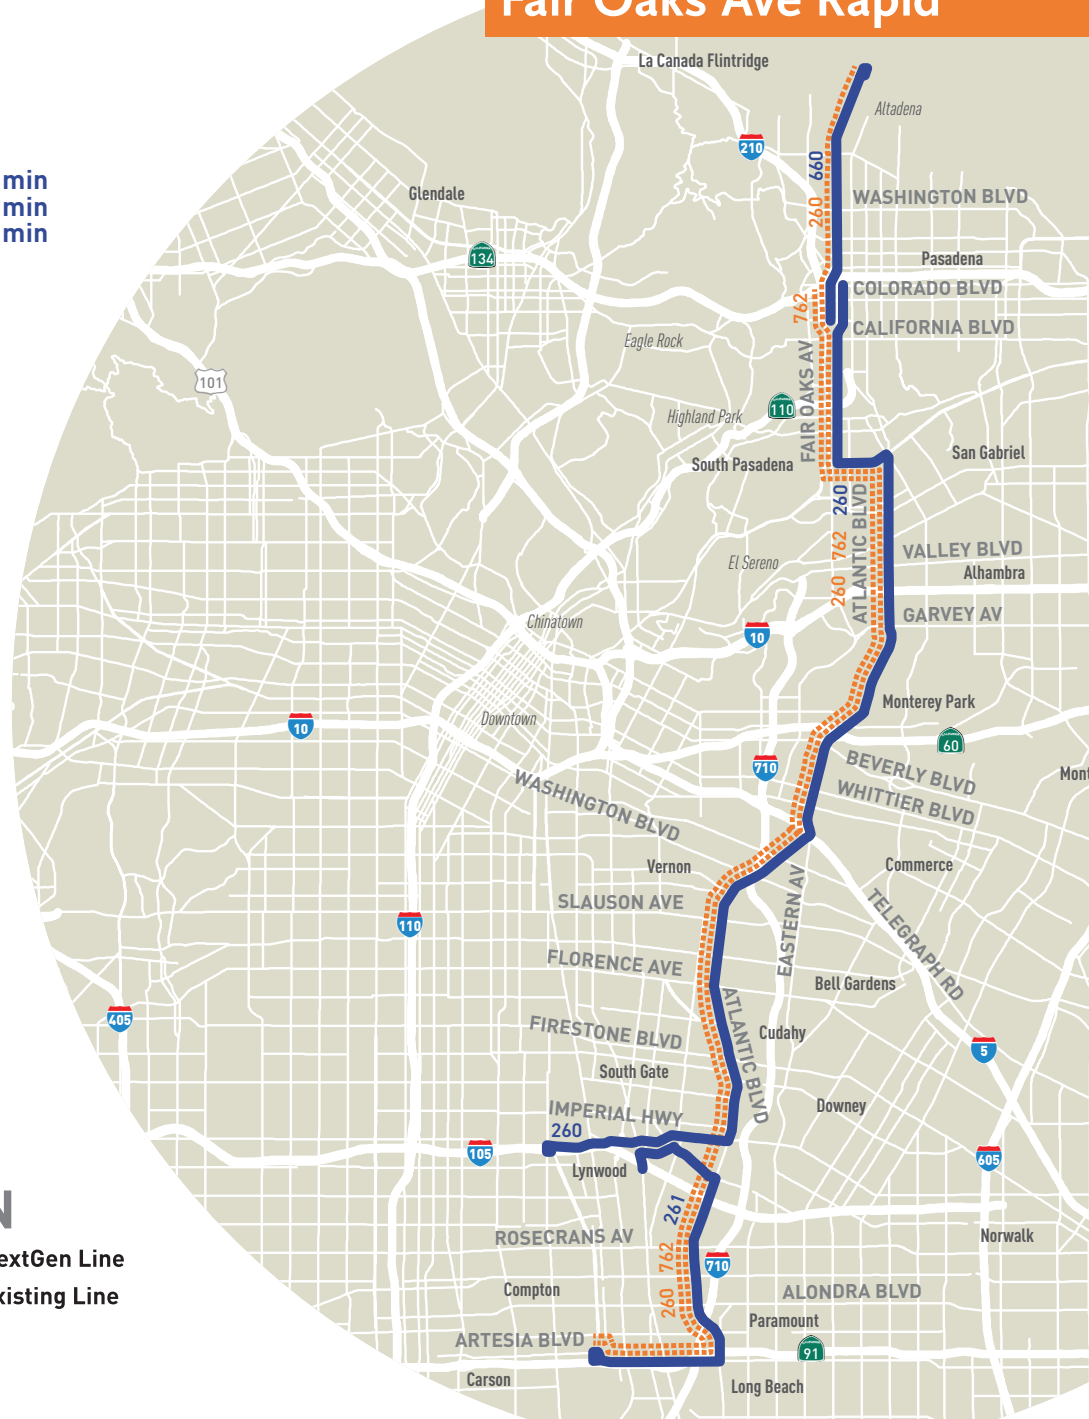 Fair Oaks Ave Rapid
La Canada Flintridge
Altadena
210
min
min
min
660
260
Glendale
WASHINGTON BLVD
134
Pasadena
COLORADO BLVD
762
CALIFORNIA BLVD
Eagle Rock
FAIR OAKS AV
101
110
Highland Park
South Pasadena
San Gabriel
260
762
260
ATLANTIC BLVD
VALLEY BLVD
El Sereno
Alhambra
GARVEY AV
Chinatown
10
Monterey Park
Downtown
10
60
710
BEVERLY BLVD
Mont
WHITTIER BLVD
WASHINGTON BLVD
Vernon
Commerce
SLAUSON AVE
EASTERN AV
TELEGRAPH RD
110
FLORENCE AVE
Bell Gardens
ATLANTIC BLVD
405
FIRESTONE BLVD
Cudahy
5
South Gate
IMPERIAL HWY
Downey
260
105
605
Lynwood
261
N
ROSECRANS AV
Norwalk
extGen Line
762
710
Compton
ALONDRA BLVD
xisting Line
260
Paramount
ARTESIA BLVD
91
Carson
Long Beach